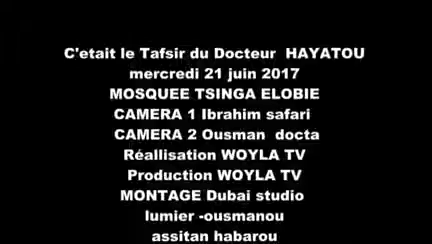 C'etait le Tafsir du Docteur HAYATOU
mercredi 21 juin 2017
MOSQUEE TSINGA ELOBIE
CAMERA 1 Ibrahim safari
CAMERA 2 Ousman docta
Réallisation WOYLA TV
Production WOYLA TV
MONTAGE Dubai studio
lumier -ousmanou
assitan habarou